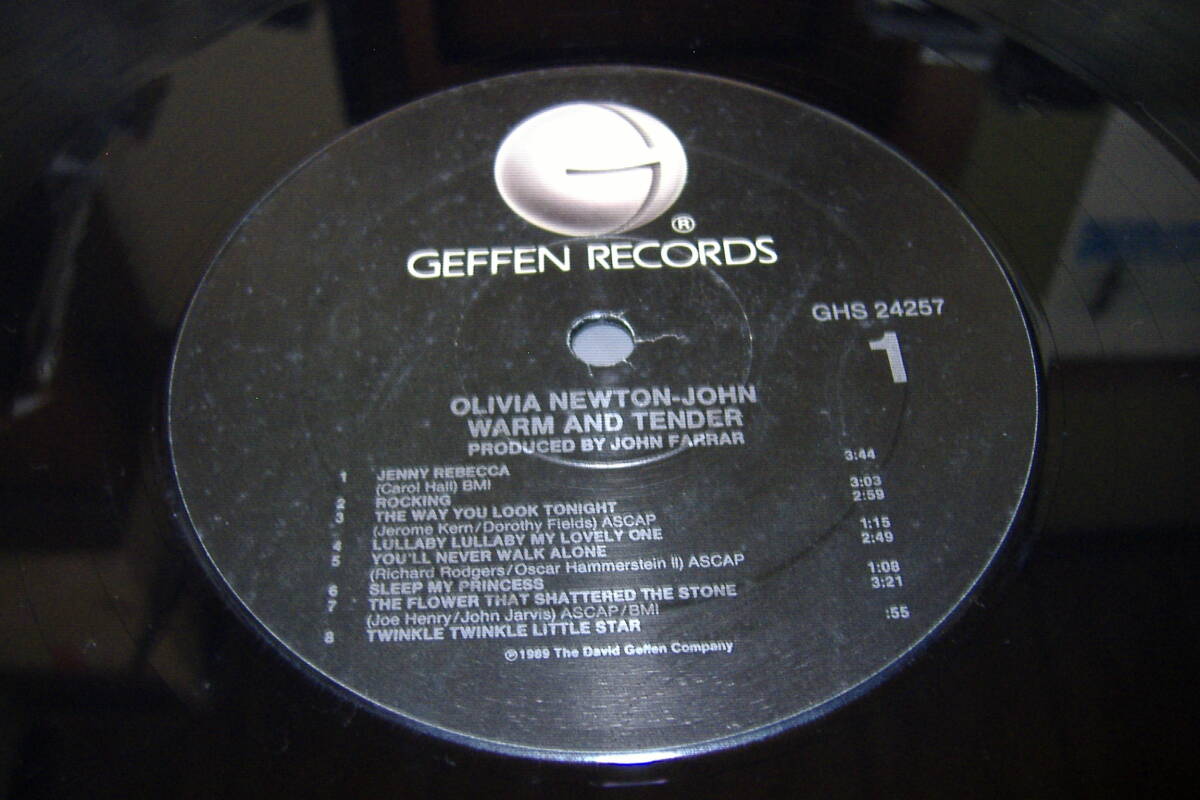 ®
GEFFEN RECORDS
GHS 24257
1
OLIVIA NEWTON-JOHN
WARM AND TENDER
PRODUCED BY JOHN FARRAR
1 JENNY REBECCA 3:44
(Carol Hall) BMI
2 ROCKING 3:03
3 THE WAY YOU LOOK TONIGHT 2:59
(Jerome Kern/Dorothy Fields) ASCAP
4 LULLABY LULLABY MY LOVELY ONE 1:15
5 YOU'LL NEVER WALK ALONE 2:49
(Richard Rodgers/Oscar Hammerstein II) ASCAP
6 SLEEP MY PRINCESS 1:08
7 THE FLOWER THAT SHATTERED THE STONE 3:21
(Joe Henry/John Jarvis) ASCAP/BMI
8 TWINKLE TWINKLE LITTLE STAR :55
℗1989 The David Geffen Company